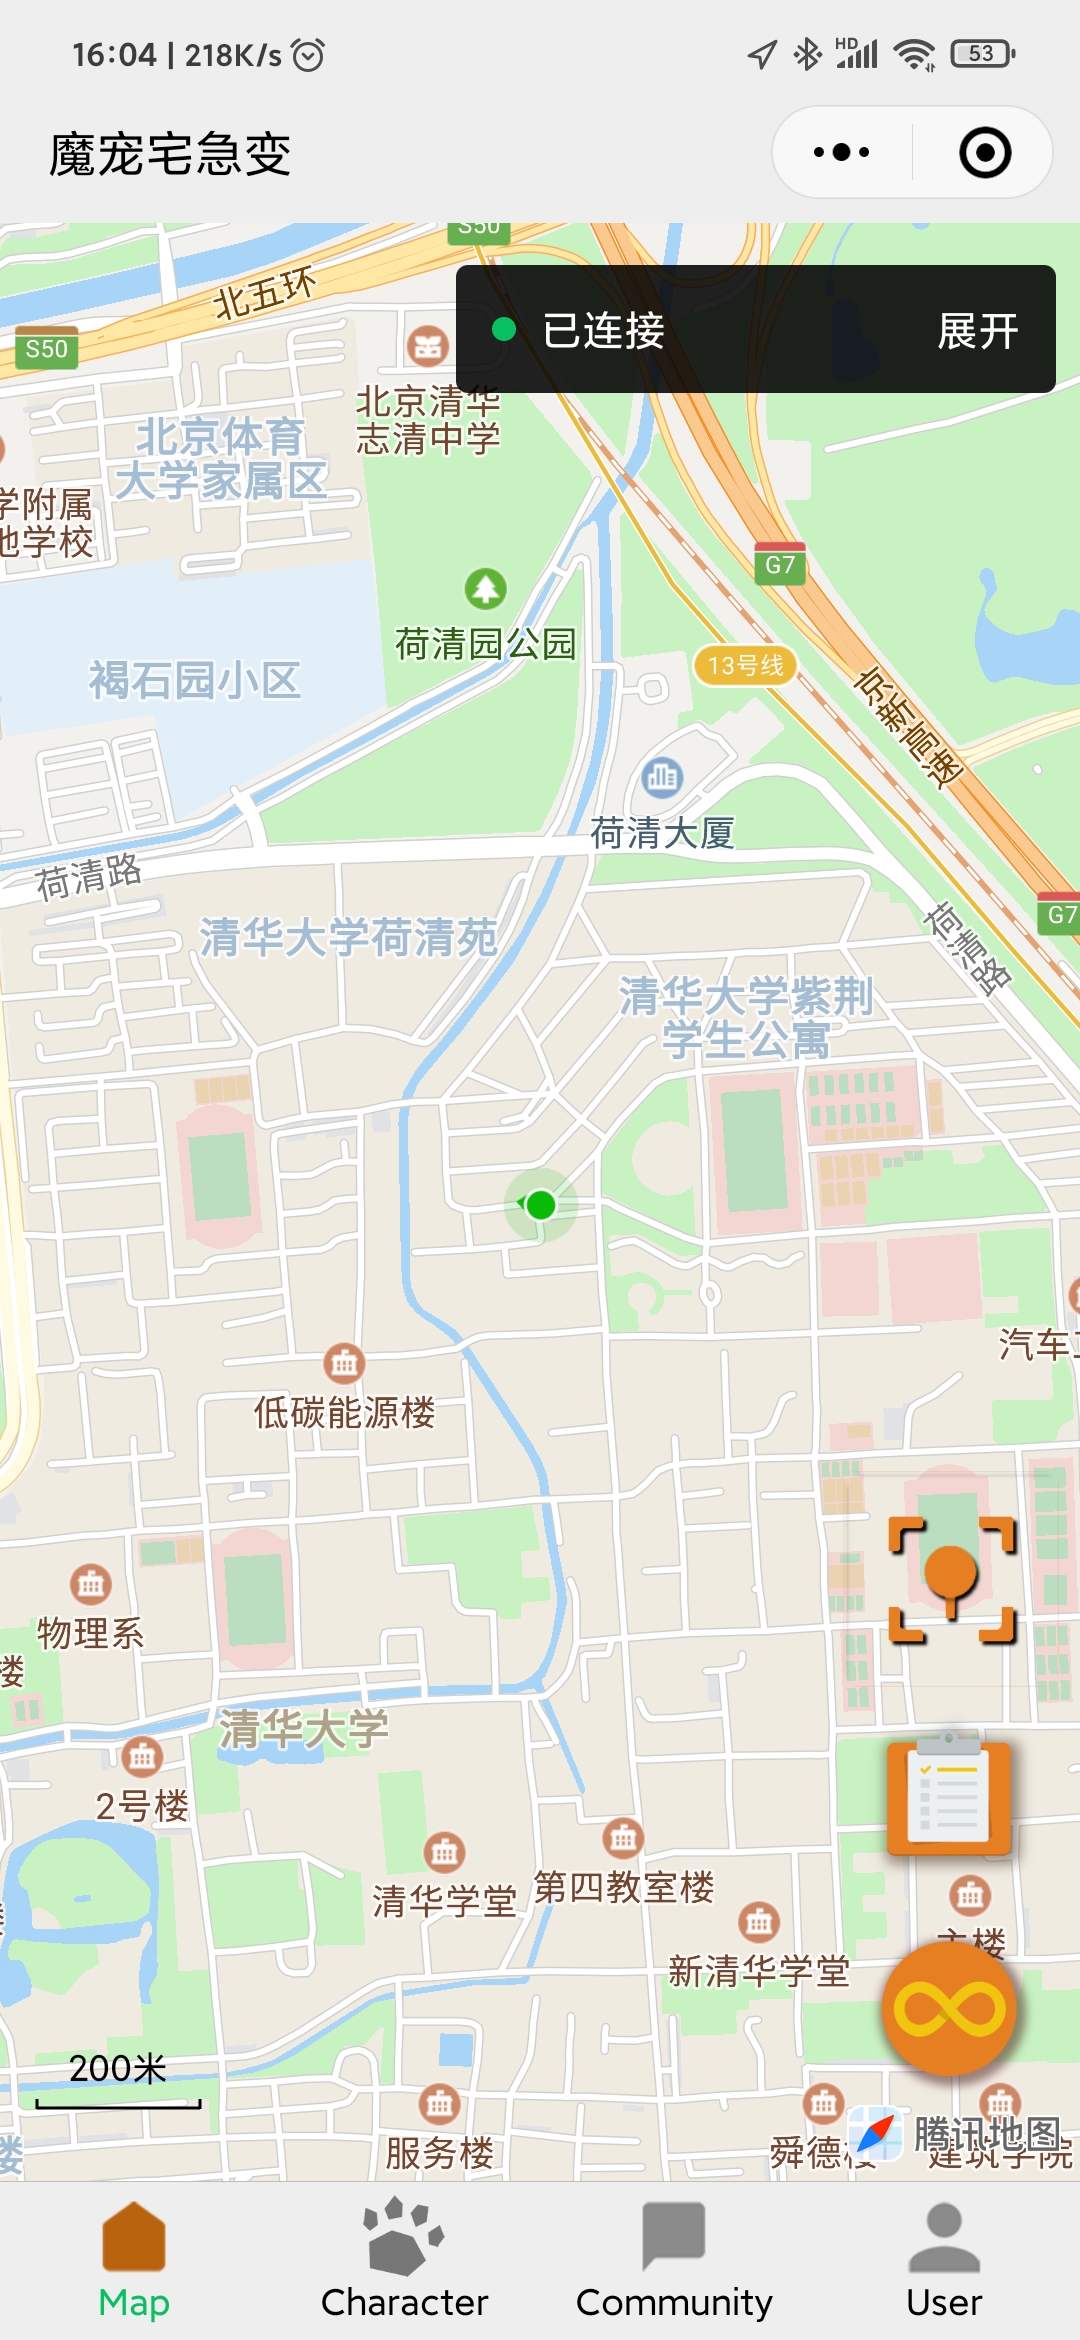 16:04 | 218K/s
HD
53
魔宠宅急变
S50
北五环
S50
已连接
展开
北京清华
志清中学
北京体育
大学家属区
学附属
学校
G7
荷清园公园
13号线
褐石园小区
京新高速
荷清大厦
荷清路
G7
荷清路
清华大学荷清苑
清华大学紫荆
学生公寓
汽车
低碳能源楼
物理系
楼
清华大学
2号楼
清华学堂
第四教室楼
新清华学堂
主楼
200米
服务楼
舜德
腾讯地图
建筑学院
楼
Map
Character
Community
User